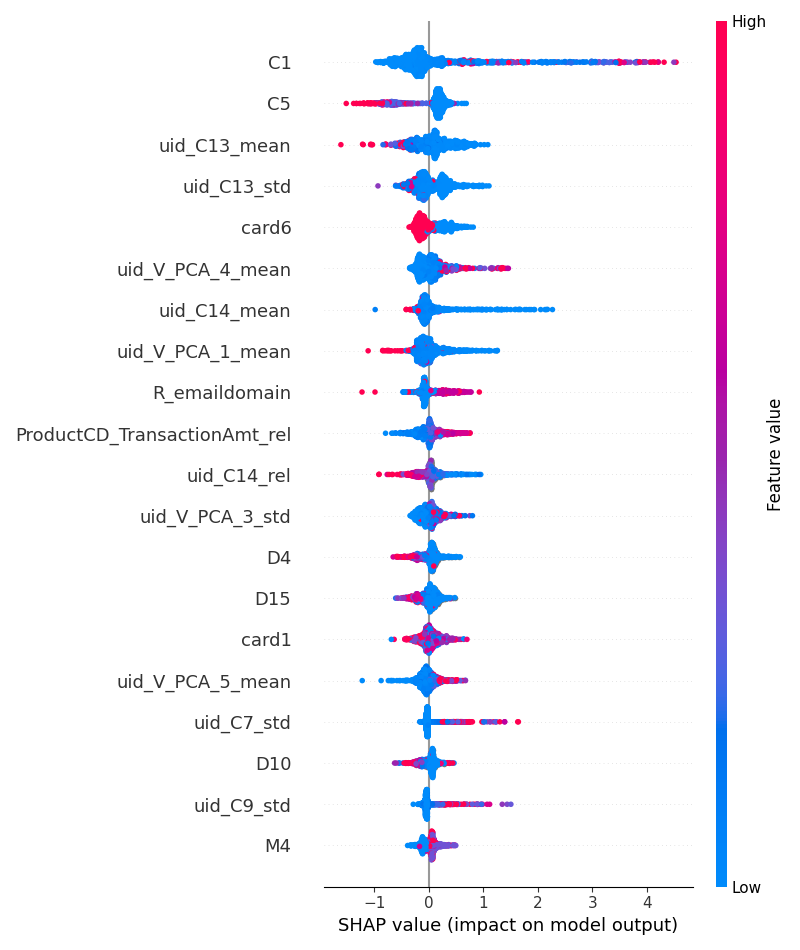 High
C1
C5
uid_C13_mean
uid_C13_std
card6
uid_V_PCA_4_mean
uid_C14_mean
uid_V_PCA_1_mean
R_emaildomain
ProductCD_TransactionAmt_rel
uid_C14_rel
uid_V_PCA_3_std
D4
D15
card1
uid_V_PCA_5_mean
uid_C7_std
D10
uid_C9_std
M4
Feature value
Low
−1 0 1 2 3 4
SHAP value (impact on model output)